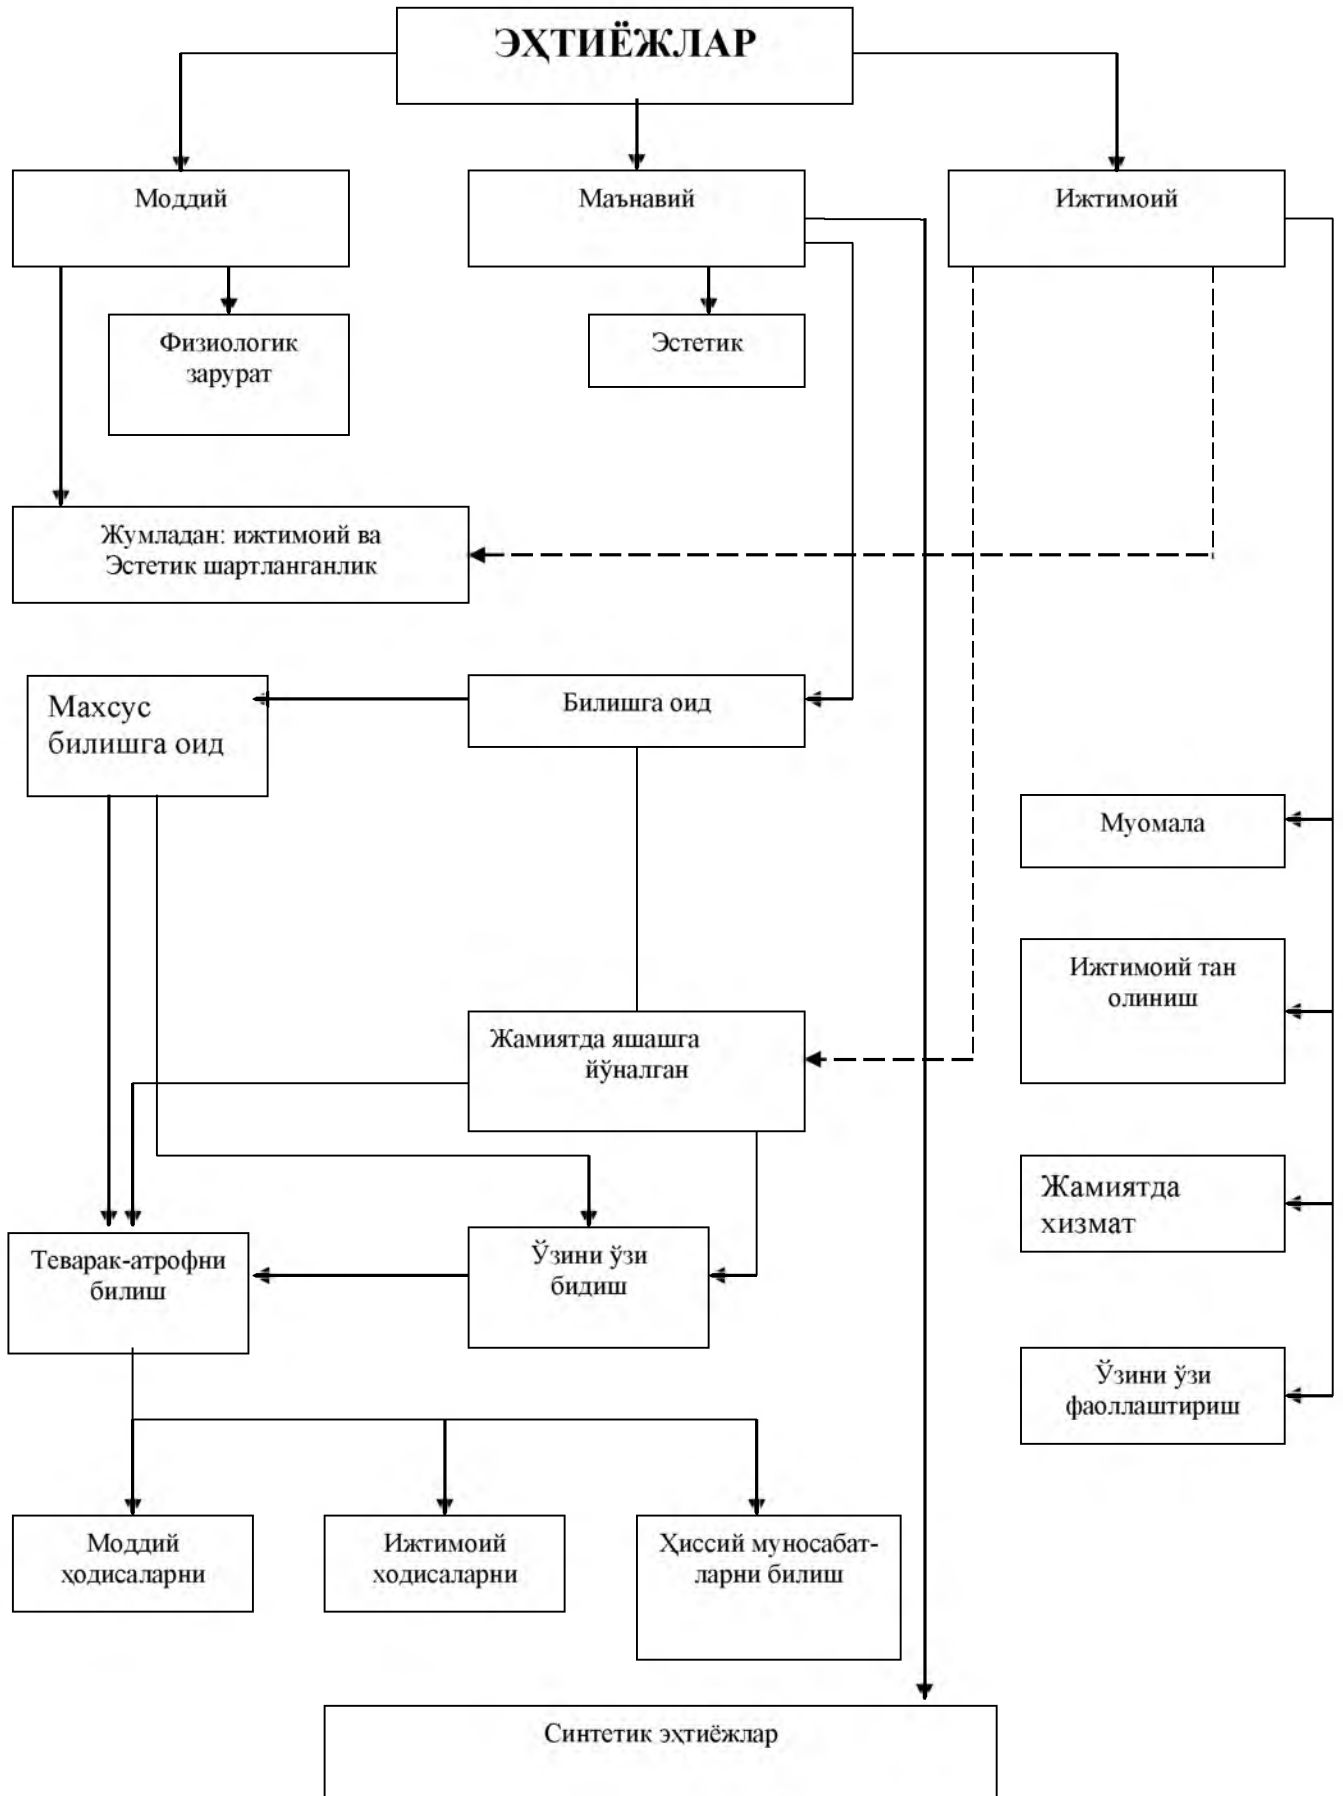 ЭҲТИЁЖЛАР
Моддий
Маънавий
Ижтимоий
Физиологик
зарурат
Эстетик
Жумладан: ижтимоий ва
Эстетик шартланганлик
Махсус
билишга оид
Билишга оид
Муомала
Ижтимоий тан
олиниш
Жамиятда яшашга
йўналган
Жамиятда
хизмат
Теварак-атрофни
билиш
Ўзини ўзи
бидиш
Ўзини ўзи
фаоллаштириш
Моддий
ҳодисаларни
Ижтимоий
ходисаларни
Ҳиссий муносабат-
ларни билиш
Синтетик эҳтиёжлар